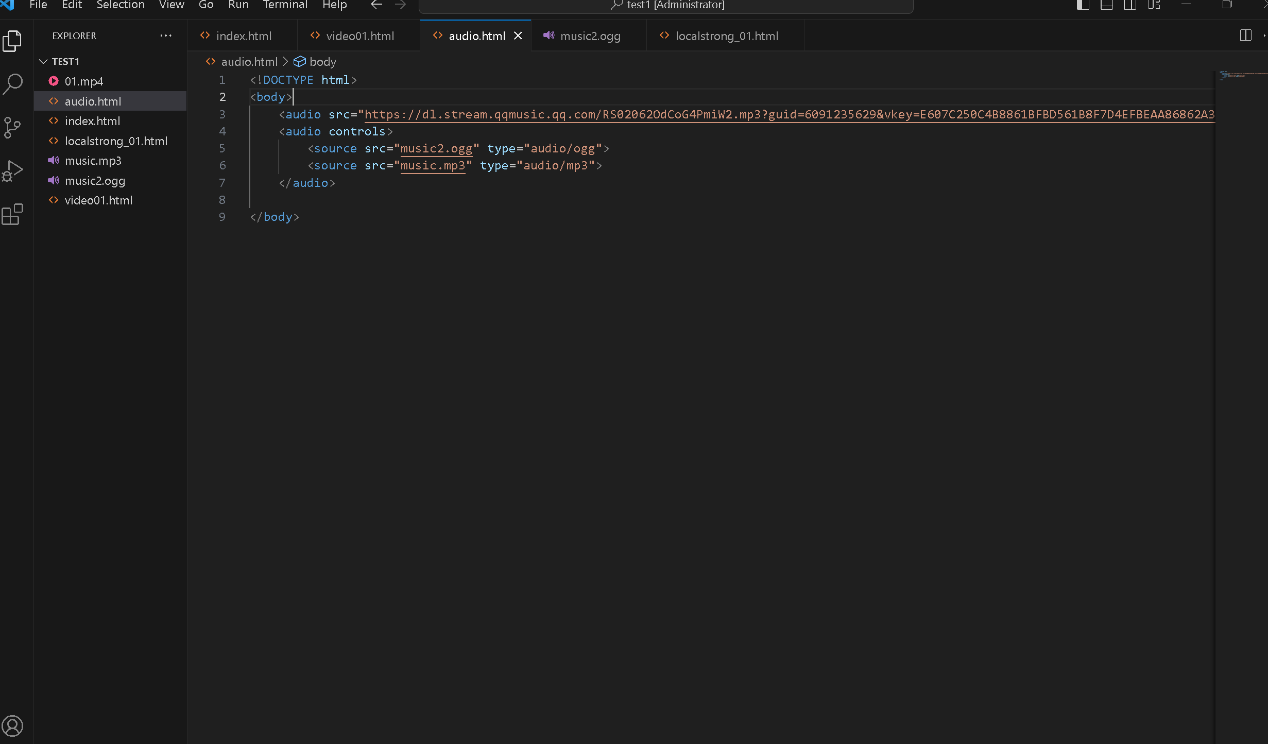 File Edit Selection View Go Run Terminal Help
test1 [Administrator]
EXPLORER
TEST1
01.mp4
audio.html
index.html
localstrong_01.html
music.mp3
music2.ogg
video01.html
index.html video01.html audio.html music2.ogg localstrong_01.html
audio.html > body
1 <!DOCTYPE html>
2 <body>
3 <audio src="https://dl.stream.qqmusic.qq.com/RS02062OdCoG4PmiW2.mp3?guid=6091235629&vkey=E607C250C4B8861BFBD561B8F7D4EFBEAA86862A3
4 <audio controls>
5 <source src="music2.ogg" type="audio/ogg">
6 <source src="music.mp3" type="audio/mp3">
7 </audio>
8
9 </body>